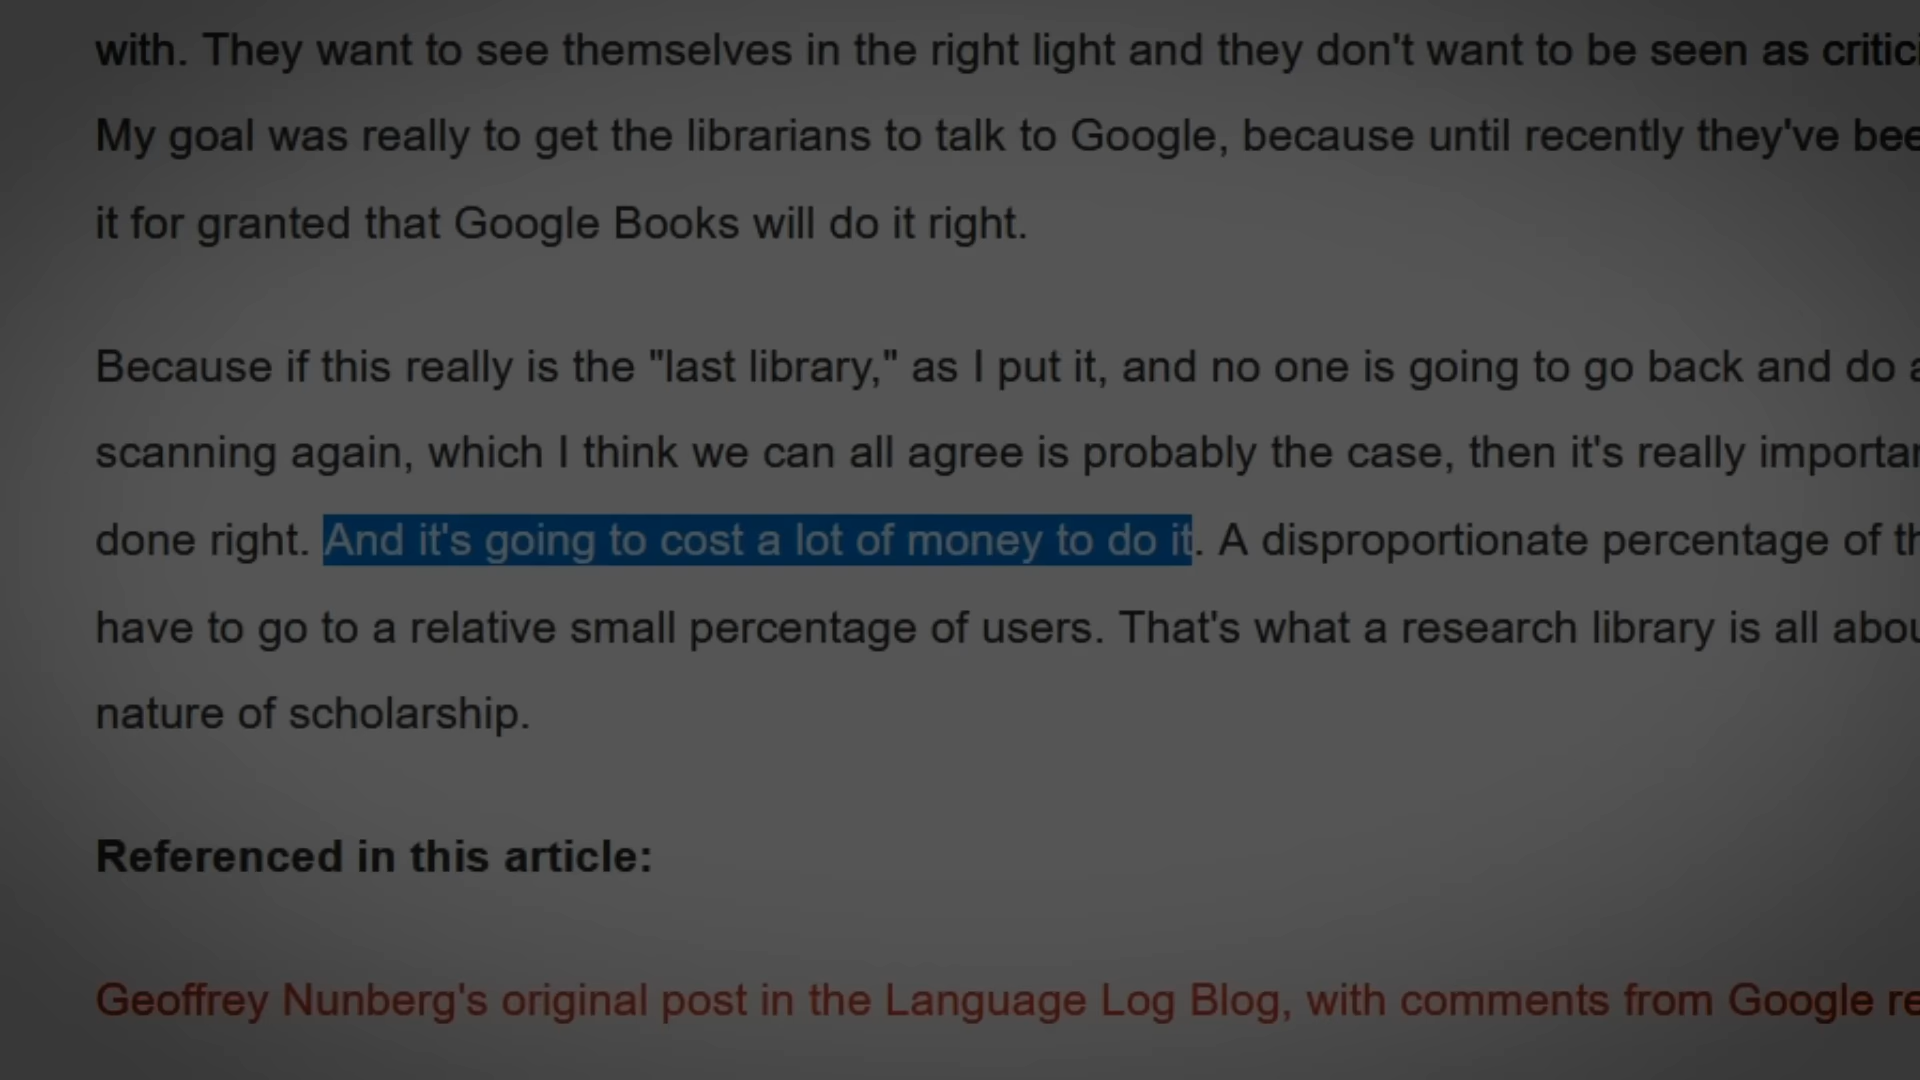 with. They want to see themselves in the right light and they don't want to be seen as
My goal was really to get the librarians to talk to Google, because until recently they've
it for granted that Google Books will do it right.
Because if this really is the "last library," as I put it, and no one is going to go back and do
scanning again, which I think we can all agree is probably the case, then it's really
done right. And it's going to cost a lot of money to do it. A disproportionate percentage of
have to go to a relative small percentage of users. That's what a research library is all
nature of scholarship.
Referenced in this article:
Geoffrey Nunberg's original post in the Language Log Blog, with comments from Google